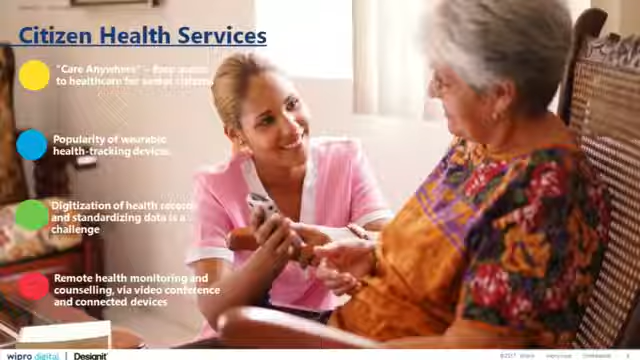 Citizen Health Services
"Care Anywhere" – Easy access
to healthcare for senior citizens
Popularity of wearable
health-tracking devices
Digitization of health records
and standardizing data is a
challenge
Remote health monitoring and
counselling, via video conference
and connected devices
wipro digital | Designit